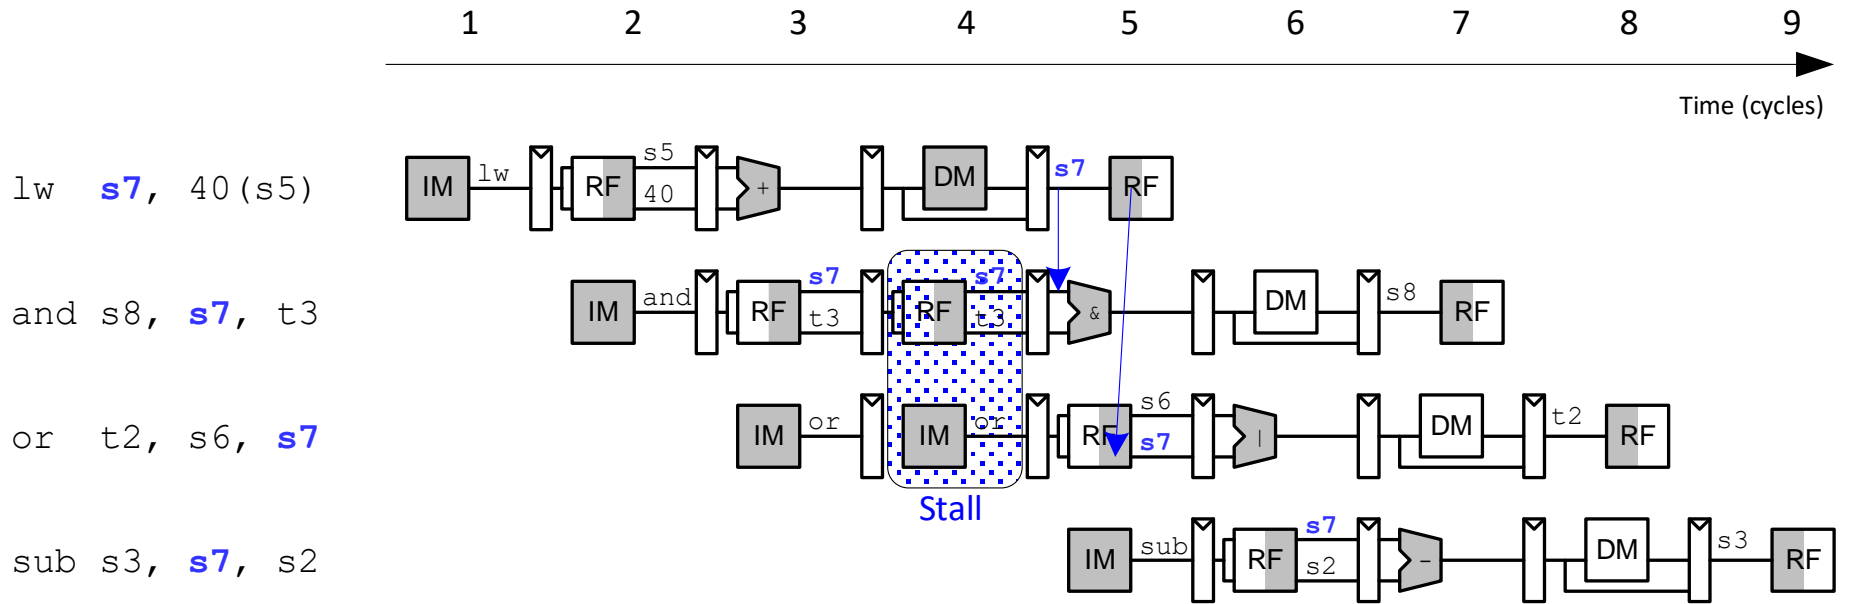 1 2 3 4 5 6 7 8 9
Time (cycles)
lw s7, 40(s5)
IM lw RF s5 40 + DM s7 RF
and s8, s7, t3
IM and RF s7 t3 RF s7 t3 & DM s8 RF
or t2, s6, s7
IM or IM or RF s6 s7 | DM t2 RF
Stall
sub s3, s7, s2
IM sub RF s7 s2 - DM s3 RF